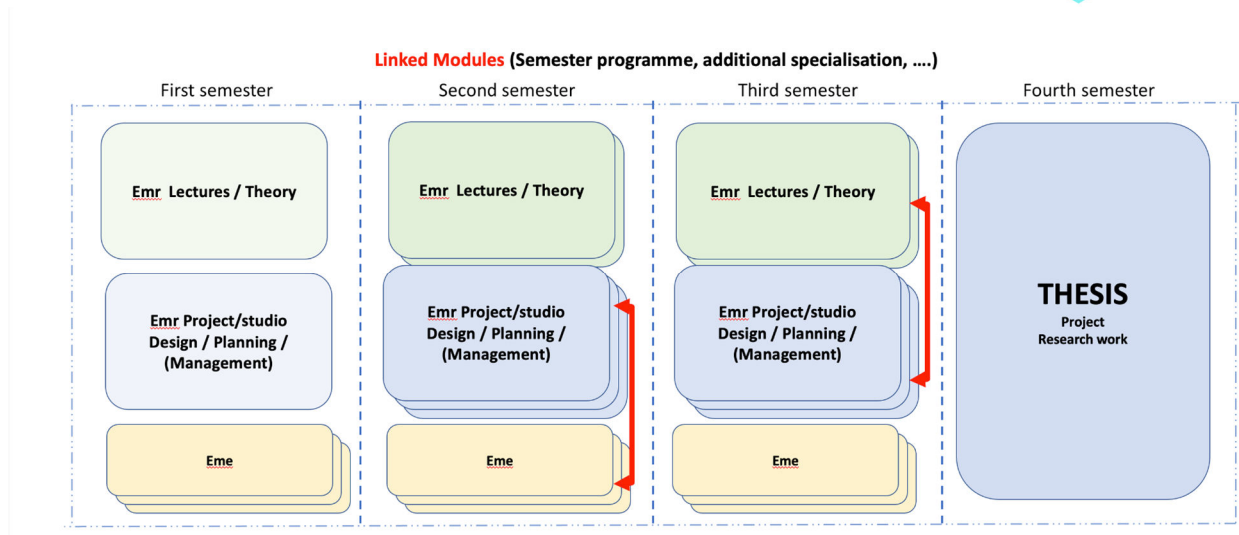 Linked Modules (Semester programme, additional specialisation, ....)
First semester
Second semester
Third semester
Fourth semester
Emr Lectures / Theory
Emr Lectures / Theory
Emr Lectures / Theory
Emr Project/studio
Design / Planning /
(Management)
Emr Project/studio
Design / Planning /
(Management)
Emr Project/studio
Design / Planning /
(Management)
THESIS
Project
Research work
Eme
Eme
Eme